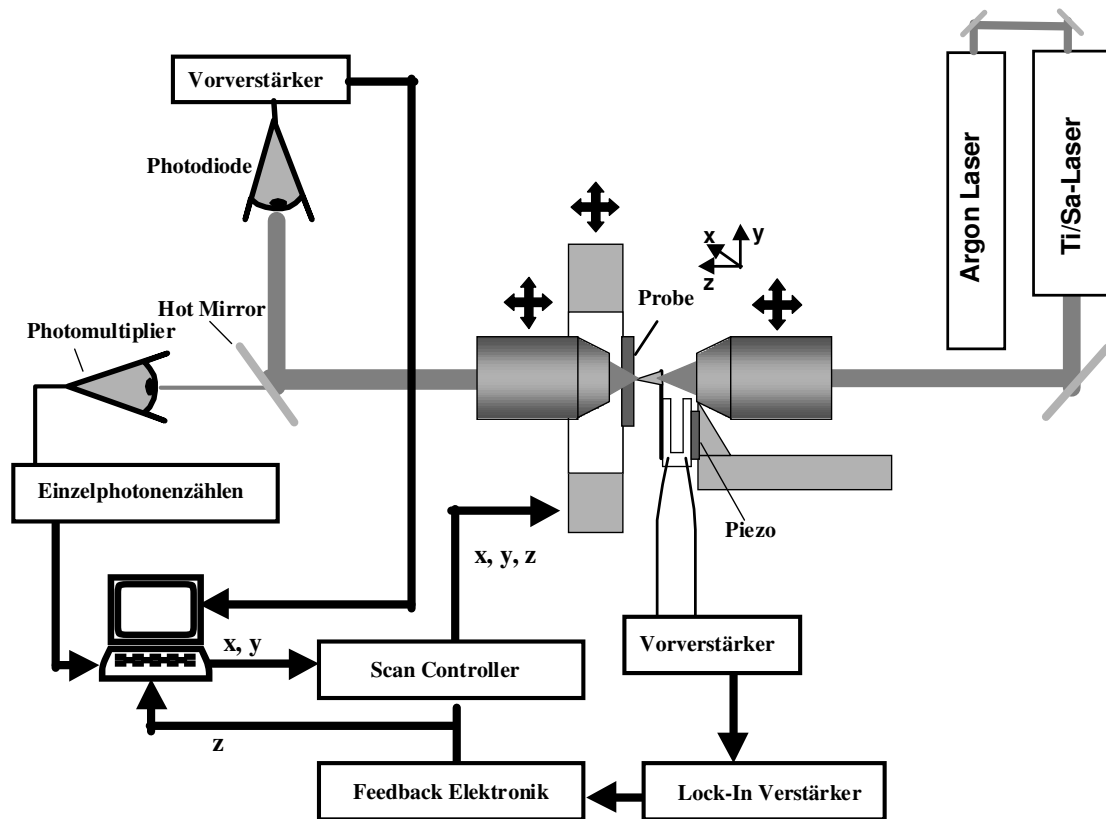 Vorverstärker
Photodiode
Hot Mirror
Photomultiplier
Einzelphotonenzählen
x, y
z
Scan Controller
Feedback Elektronik
x, y, z
Probe
x
y
z
Piezo
Vorverstärker
Lock-In Verstärker
Argon Laser
Ti/Sa-Laser